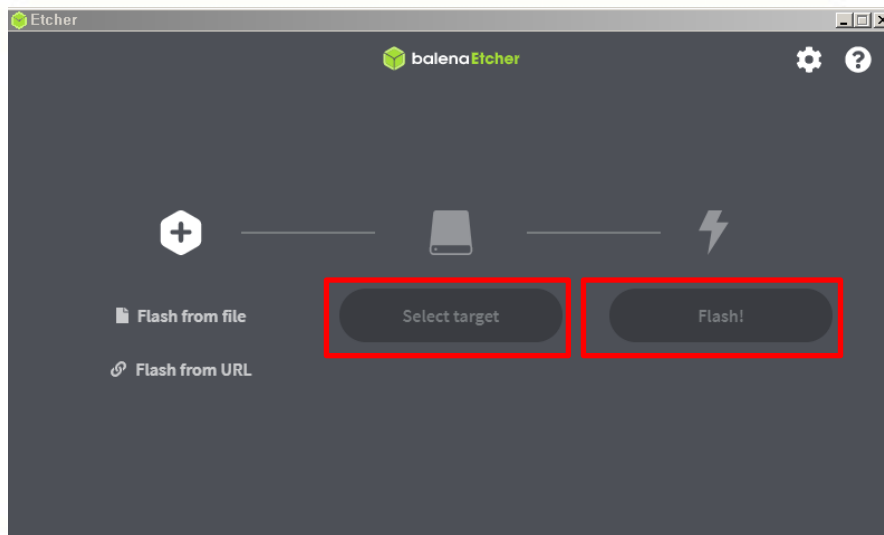 Etcher
balenaEtcher
Flash from file
Select target
Flash!
Flash from URL